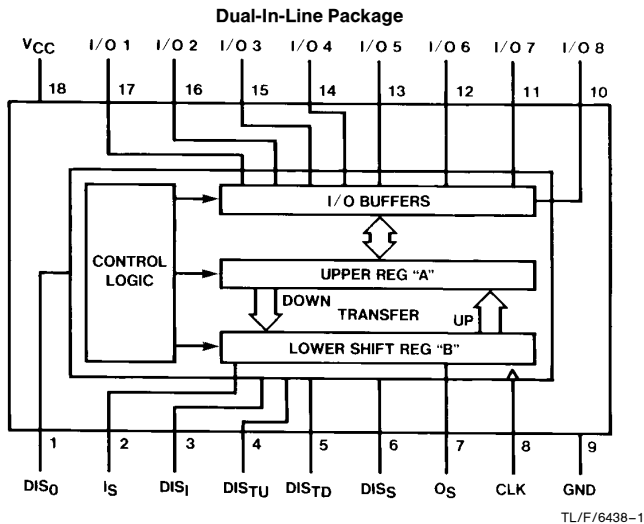 Dual-In-Line Package
VCC I/O 1 I/O 2 I/O 3 I/O 4 I/O 5 I/O 6 I/O 7 I/O 8
18 17 16 15 14 13 12 11 10
I/O BUFFERS
CONTROL
LOGIC
UPPER REG "A"
DOWN
TRANSFER
UP
LOWER SHIFT REG "B"
1 2 3 4 5 6 7 8 9
DISO IS DISI DISTU DISTD DISS OS CLK GND
TL/F/6438–1